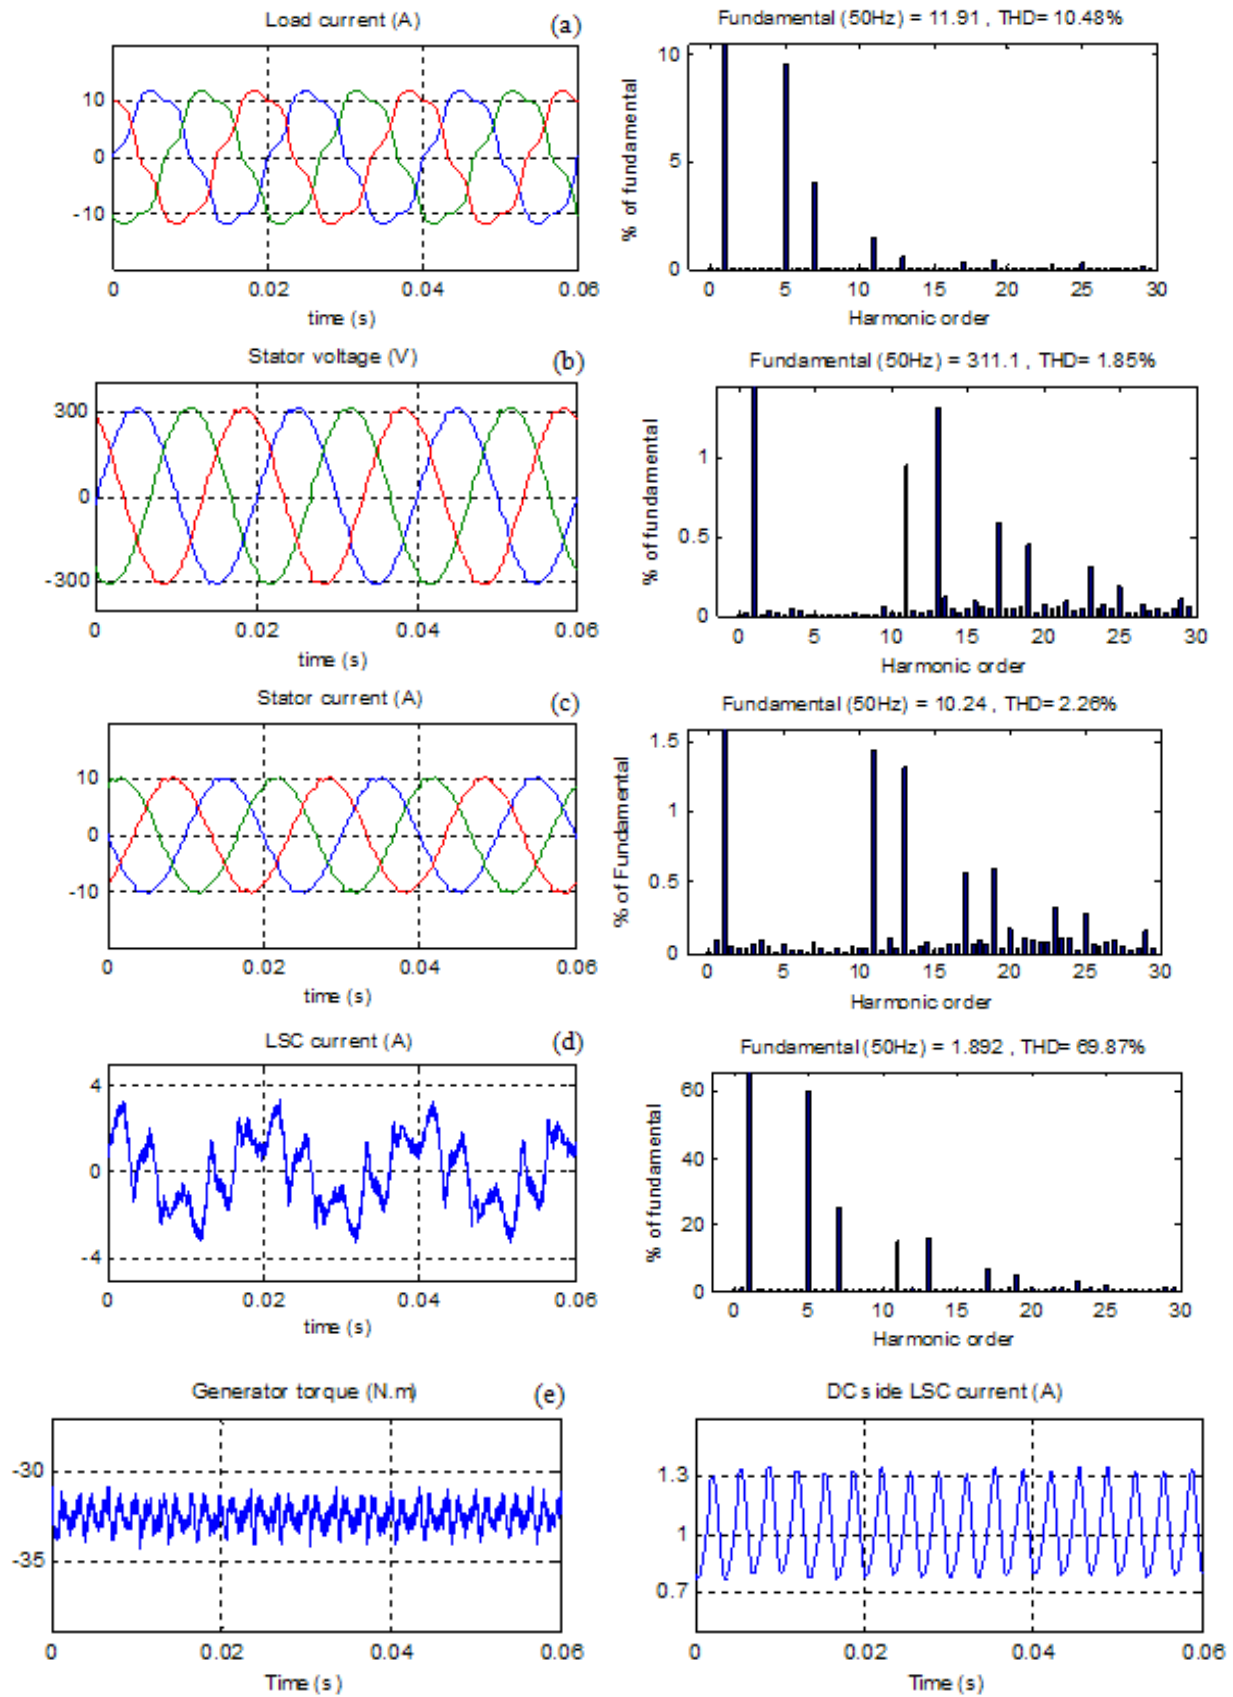 Load current (A)
(a)
10
0
-10
0
0.02
0.04
0.06
time (s)
Fundamental (50Hz) = 11.91 , THD= 10.48%
% of fundamental
10
5
0
0
5
10
15
20
25
30
Harmonic order
Stator voltage (V)
(b)
300
0
-300
0
0.02
0.04
0.06
time (s)
Fundamental (50Hz) = 311.1 , THD= 1.85%
% of fundamental
1
0.5
0
0
5
10
15
20
25
30
Harmonic order
Stator current (A)
(c)
10
0
-10
0
0.02
0.04
0.06
time (s)
Fundamental (50Hz) = 10.24 , THD= 2.26%
% of Fundamental
1.5
1
0.5
0
0
5
10
15
20
25
30
Harmonic order
LSC current (A)
(d)
4
0
-4
0
0.02
0.04
0.06
time (s)
Fundamental (50Hz) = 1.892 , THD= 69.87%
% of fundamental
60
40
20
0
0
5
10
15
20
25
30
Harmonic order
Generator torque (N.m)
(e)
-30
-35
0
0.02
0.04
0.06
Time (s)
DC side LSC current (A)
1.3
1
0.7
0
0.02
0.04
0.06
Time (s)